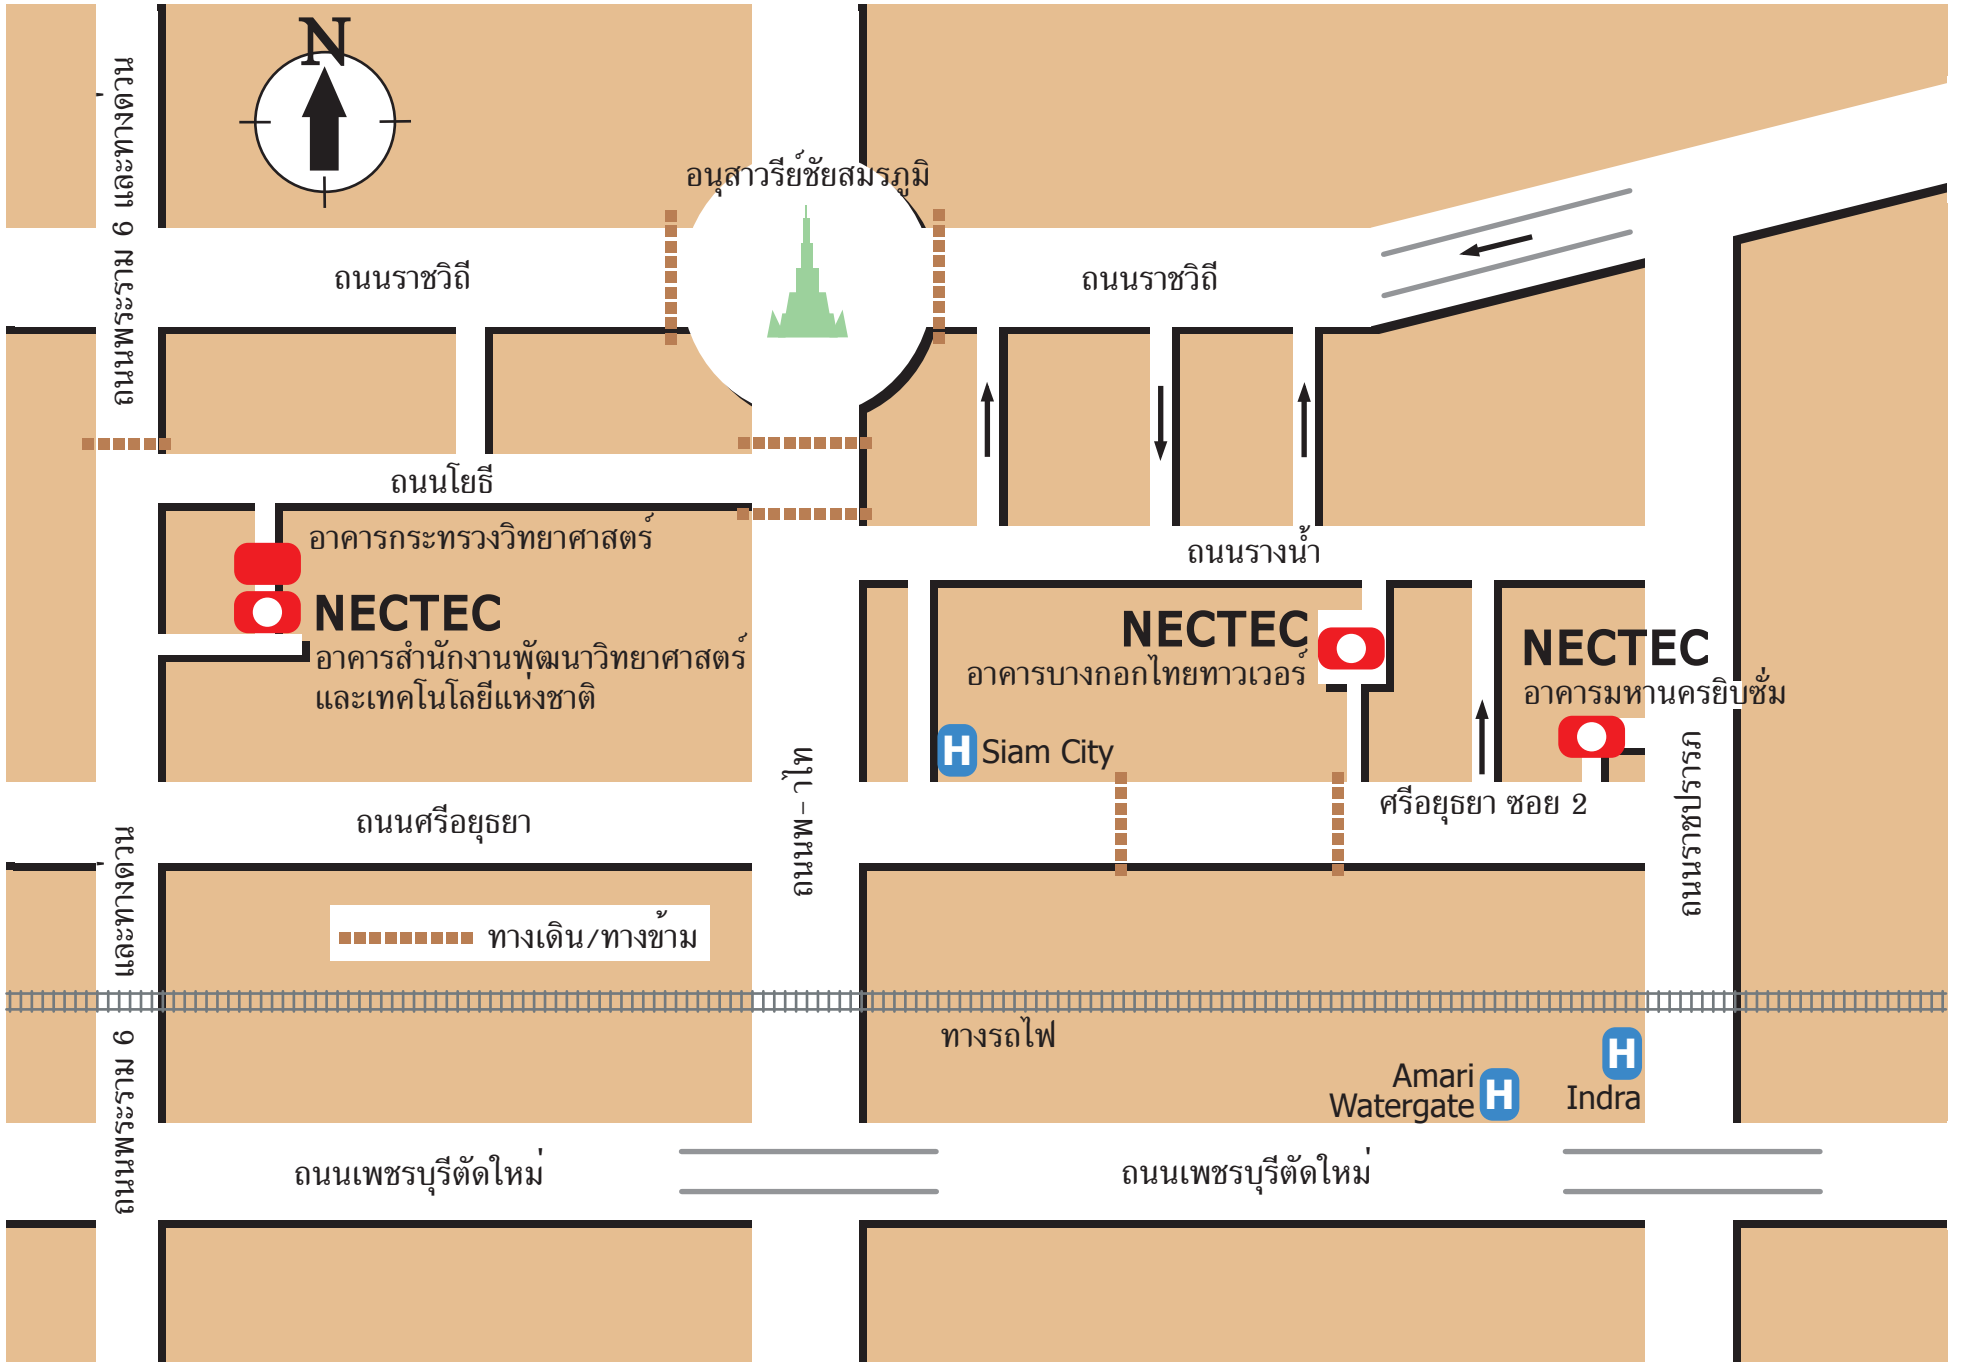 N
อนุสาวรีย์ชัยสมรภูมิ
ถนนราชวิถี
ถนนราชวิถี
ถนนพระราม 6 และทางด่วน
ถนนโยธี
อาคารกระทรวงวิทยาศาสตร์
ถนนรางน้ำ
NECTEC
อาคารสำนักงานพัฒนาวิทยาศาสตร์
และเทคโนโลยีแห่งชาติ
NECTEC
อาคารบางกอกไทยทาวเวอร์
NECTEC
อาคารมหานครยิบซั่ม
H Siam City
ถนนพญาไท
ศรีอยุธยา ซอย 2
ถนนราชปรารภ
ถนนศรีอยุธยา
ทางเดิน/ทางข้าม
ทางรถไฟ
ถนนพระราม 6 และทางด่วน
H
Indra
Amari
Watergate H
ถนนเพชรบุรีตัดใหม่
ถนนเพชรบุรีตัดใหม่